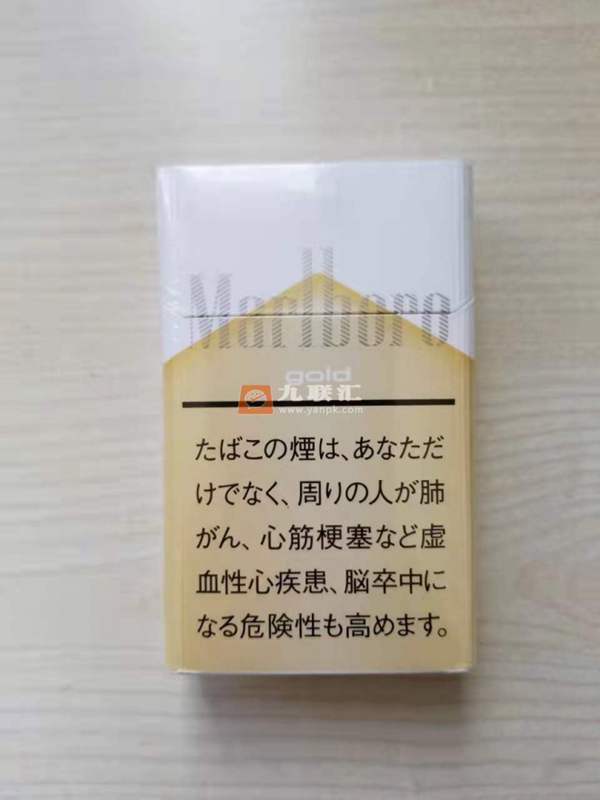 Marlboro
gold
九联汇
www.yanpk.com
たばこの煙は、あなただ
けでなく、周りの人が肺
がん、心筋梗塞など虚
血性心疾患、脳卒中に
なる危険性も高めます。